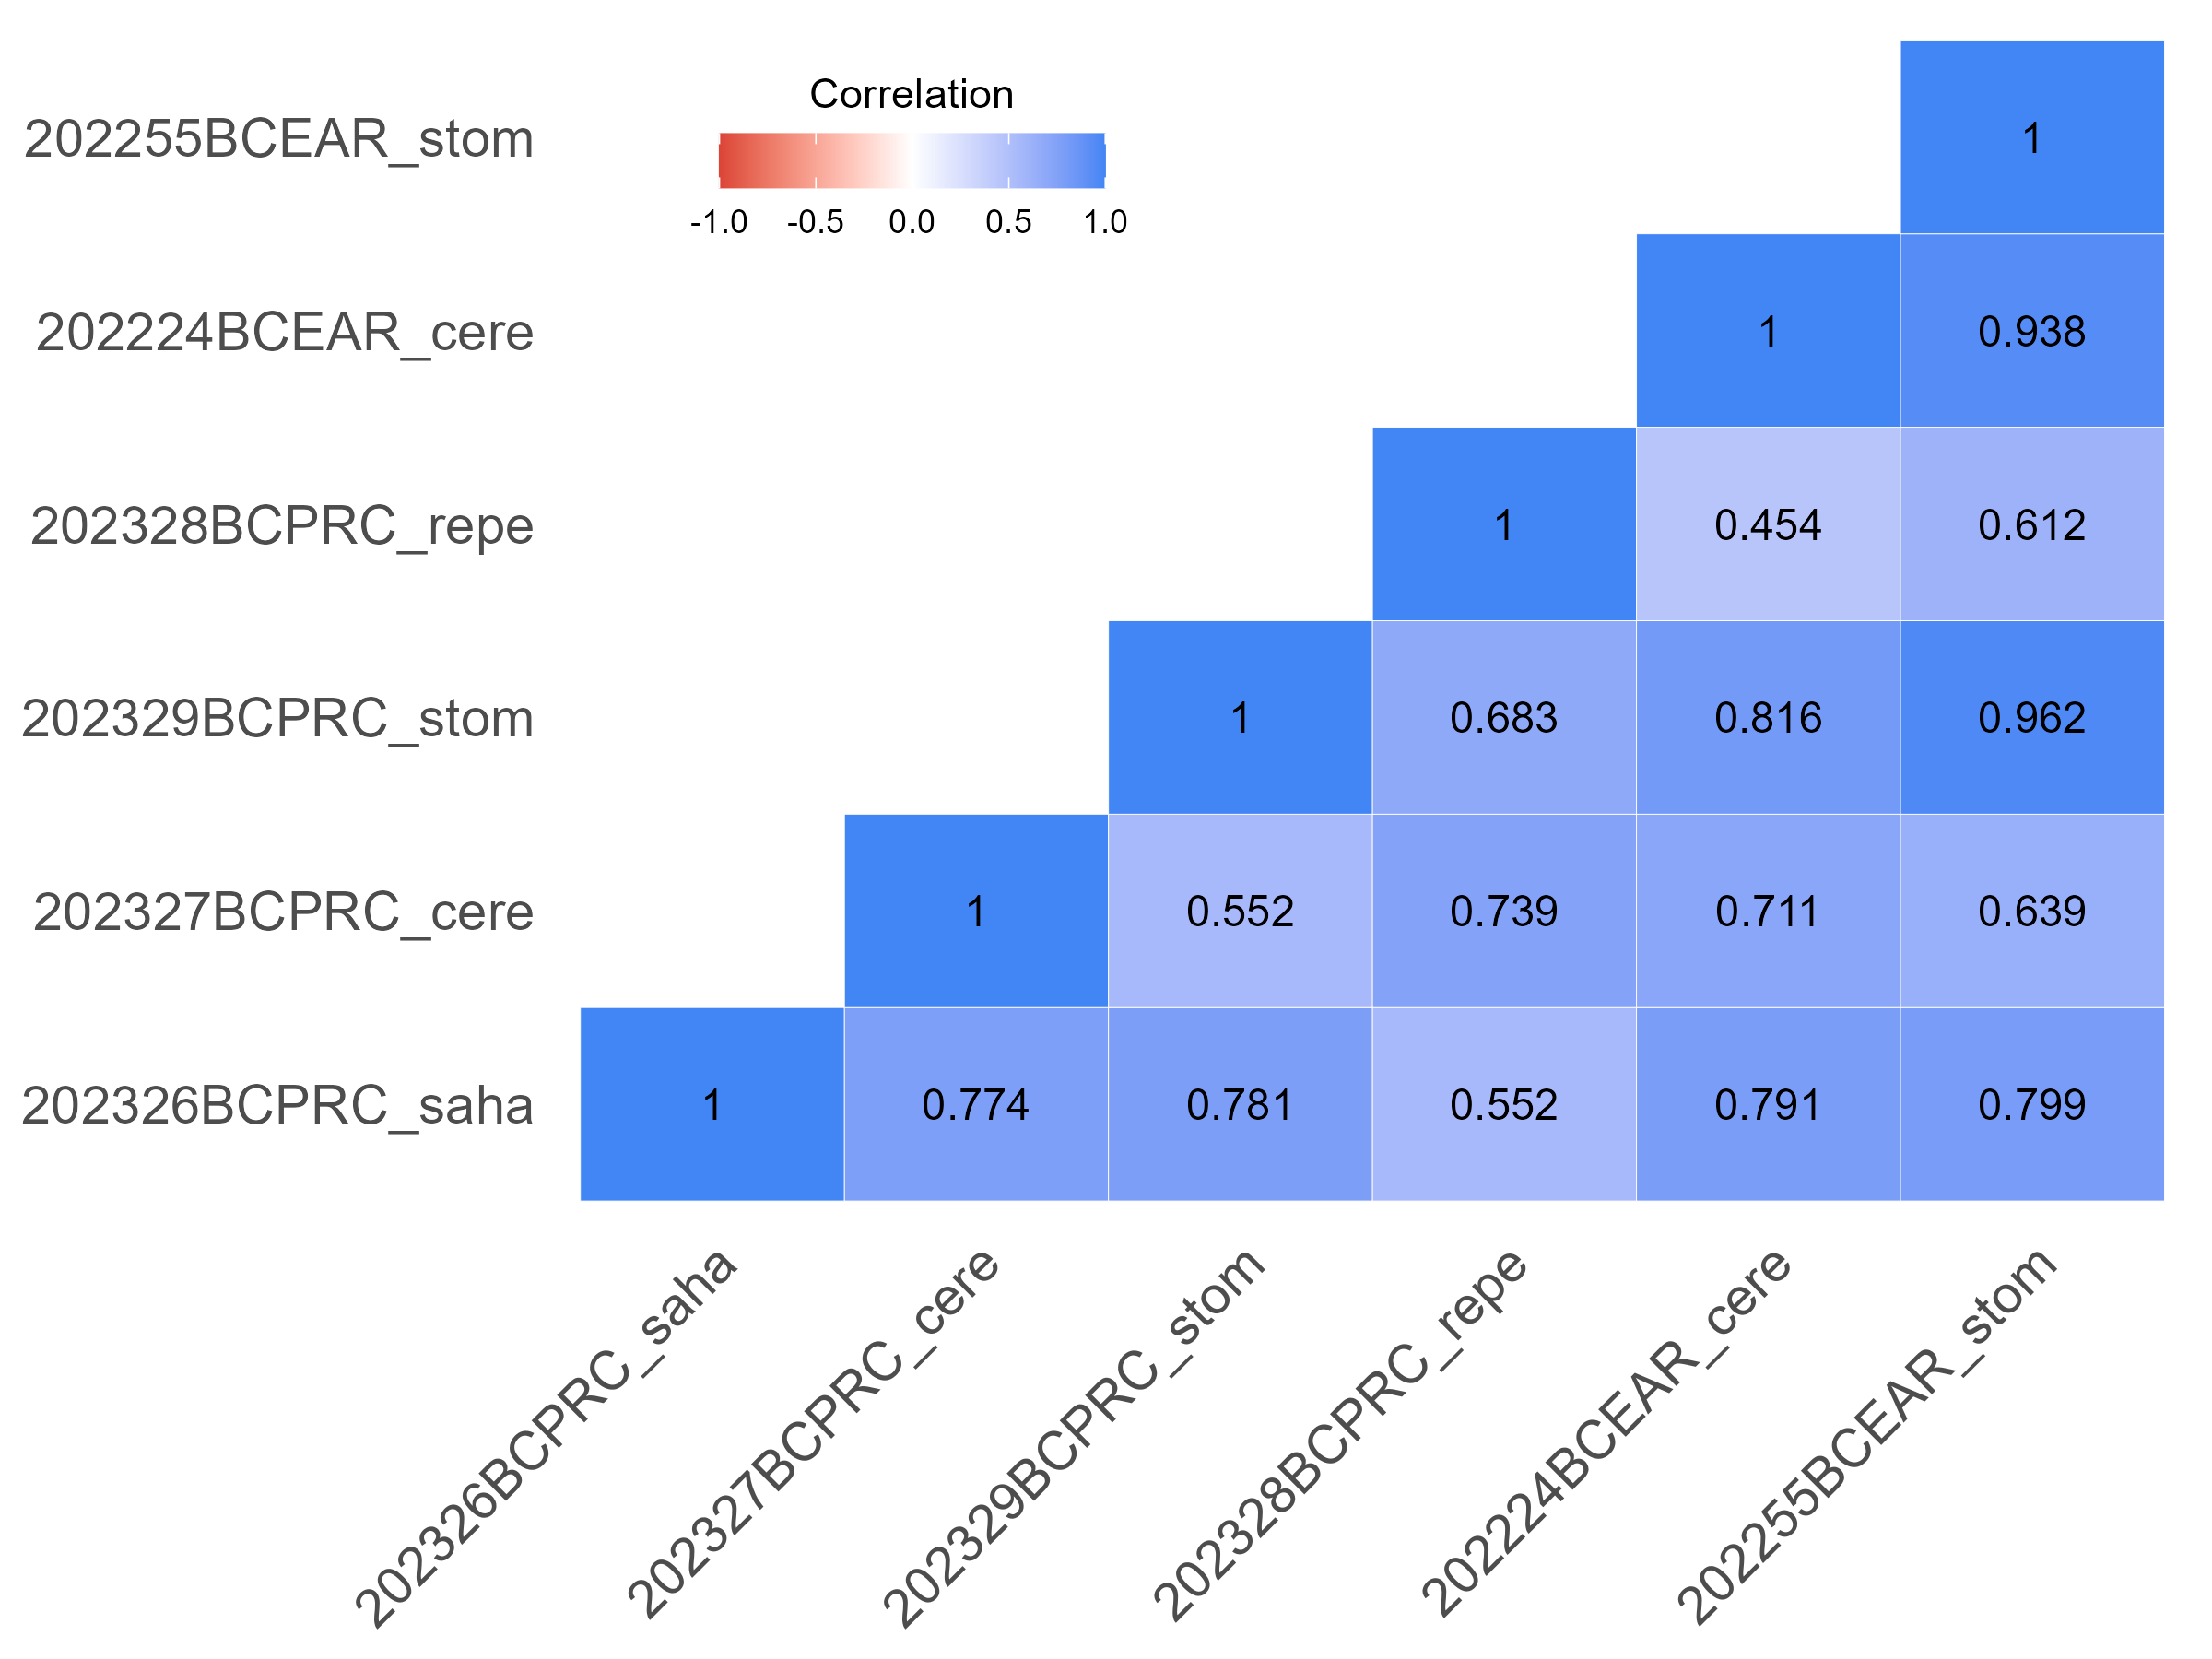 Correlation
-1.0 -0.5 0.0 0.5 1.0
202255BCEAR_stom 1
202224BCEAR_cere 1 0.938
202328BCPRC_repe 1 0.454 0.612
202329BCPRC_stom 1 0.683 0.816 0.962
202327BCPRC_cere 1 0.552 0.739 0.711 0.639
202326BCPRC_saha 1 0.774 0.781 0.552 0.791 0.799
202326BCPRC_saha
202327BCPRC_cere
202329BCPRC_stom
202328BCPRC_repe
202224BCEAR_cere
202255BCEAR_stom